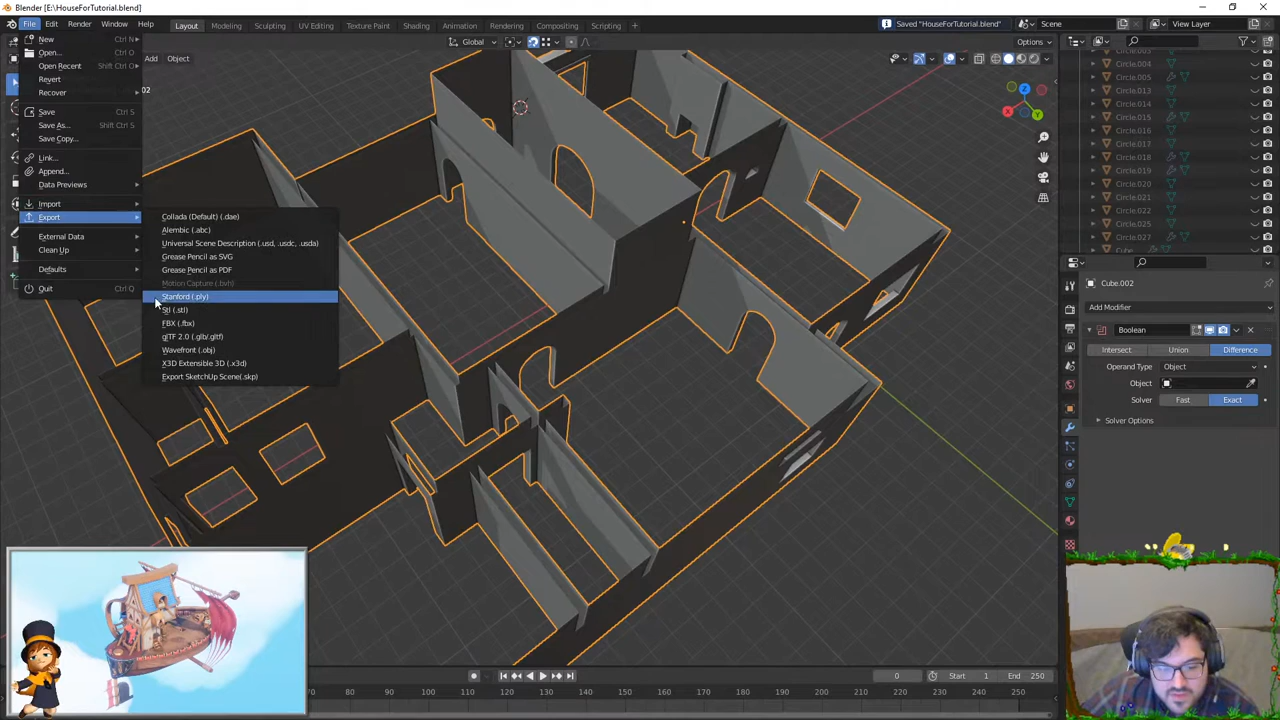 Blender [E:\HouseForTutorial.blend]
File Edit Render Window Help
Layout Modeling Sculpting UV Editing Texture Paint Shading Animation Rendering Compositing Scripting +
Saved "HouseForTutorial.blend"
Scene
View Layer
New Ctrl N
Open... Ctrl O
Open Recent Shift Ctrl O
Revert
Recover
Save Ctrl S
Save As... Shift Ctrl S
Save Copy...
Link...
Append...
Data Previews
Import
Export
External Data
Clean Up
Defaults
Quit Ctrl Q
Add Object
Global
Options
02
Collada (Default) (.dae)
Alembic (.abc)
Universal Scene Description (.usd, .usdc, .usda)
Grease Pencil as SVG
Grease Pencil as PDF
Motion Capture (.bvh)
Stanford (.ply)
Stl (.stl)
FBX (.fbx)
glTF 2.0 (.glb/.gltf)
Wavefront (.obj)
X3D Extensible 3D (.x3d)
Export SketchUp Scene(.skp)
Z
X
Y
Circle.003
Circle.004
Circle.005
Circle.013
Circle.014
Circle.015
Circle.016
Circle.017
Circle.018
Circle.019
Circle.020
Circle.021
Circle.022
Circle.025
Circle.027
Cube
Cube.002
Add Modifier
Boolean
Intersect Union Difference
Operand Type Object
Object
Solver Fast Exact
Solver Options
0 Start 1 End 250
70 80 90 100 110 120 130 140 150 160 170 180 190 200 210 220 230 240 250